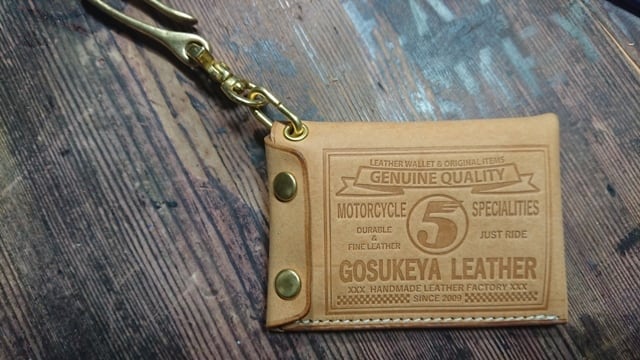 LEATHER WALLET & ORIGINAL ITEMS
GENUINE QUALITY
MOTORCYCLE 5 SPECIALITIES
DURABLE
&
FINE LEATHER
JUST RIDE
GOSUKEYA LEATHER
XXX HANDMADE LEATHER FACTORY XXX
SINCE 2009